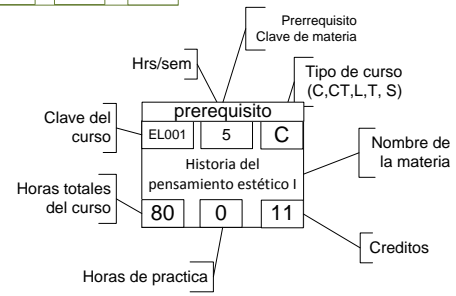 Prerrequisito
Clave de materia
Hrs/sem
Tipo de curso
(C,CT,L,T, S)
Clave del
curso
prerequisito
EL001 5 C
Nombre de
la materia
Historia del
pensamiento estético I
Horas totales
del curso
80 0 11
Creditos
Horas de practica